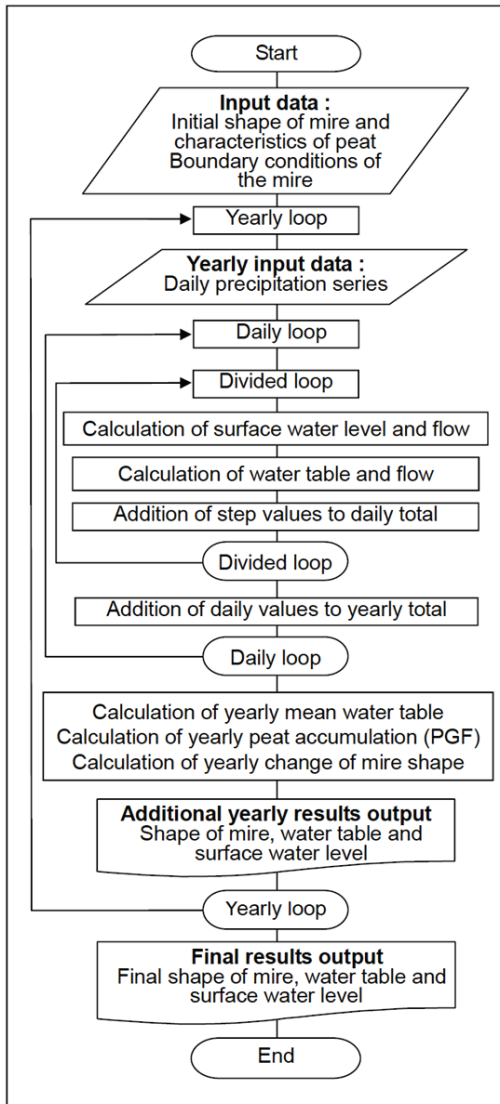 Start
Input data :
Initial shape of mire and
characteristics of peat
Boundary conditions of
the mire
Yearly loop
Yearly input data :
Daily precipitation series
Daily loop
Divided loop
Calculation of surface water level and flow
Calculation of water table and flow
Addition of step values to daily total
Divided loop
Addition of daily values to yearly total
Daily loop
Calculation of yearly mean water table
Calculation of yearly peat accumulation (PGF)
Calculation of yearly change of mire shape
Additional yearly results output
Shape of mire, water table and
surface water level
Yearly loop
Final results output
Final shape of mire, water table and
surface water level
End